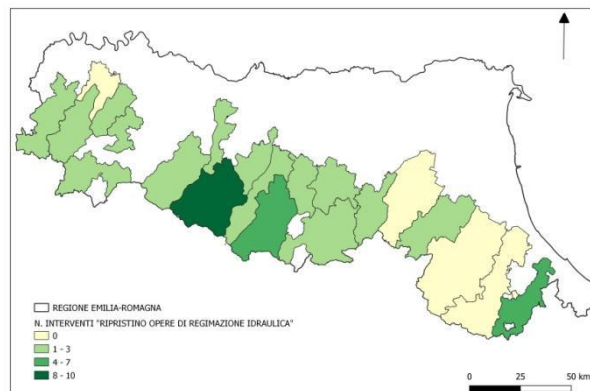 REGIONE EMILIA-ROMAGNA
N. INTERVENTI "RIPRISTINO OPERE DI REGIMAZIONE IDRAULICA"
0
1 - 3
4 - 7
8 - 10
0 25 50 km